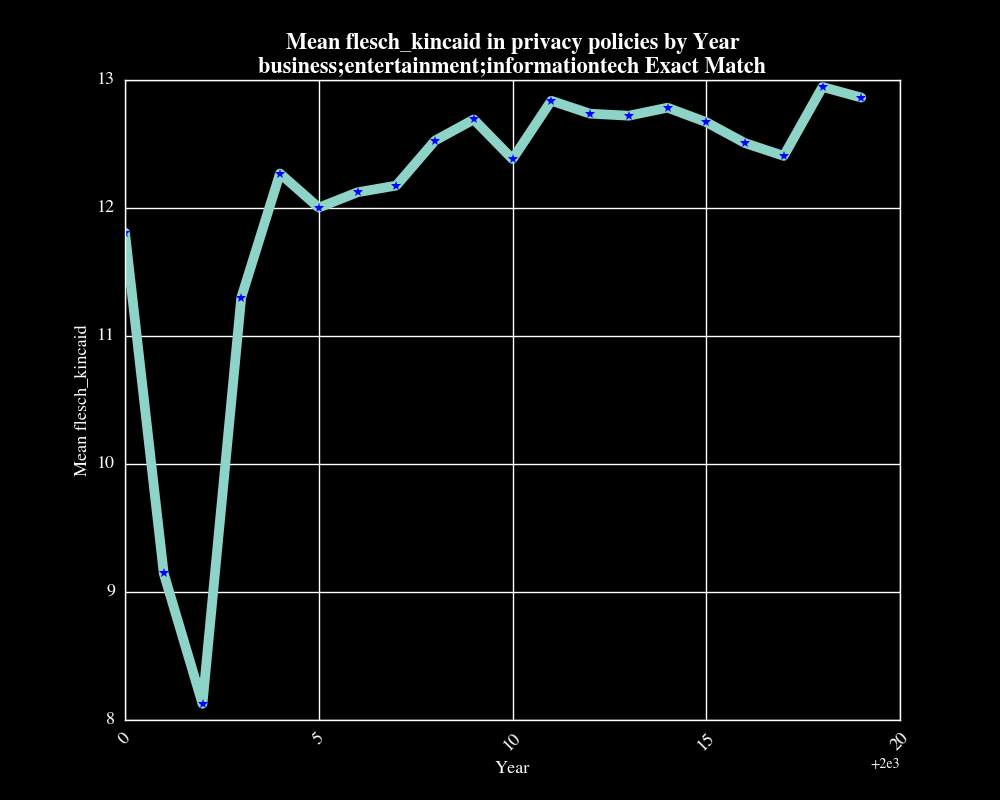 Mean flesch_kincaid in privacy policies by Year
business;entertainment;informationtech Exact Match
13
12
11
10
9
8
Mean flesch_kincaid
0
5
10
15
20
Year
+2e3